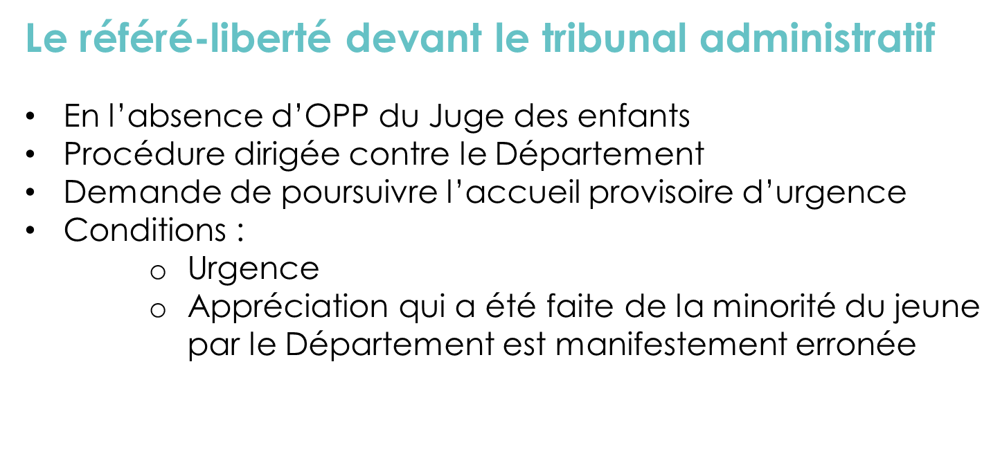 Le référé-liberté devant le tribunal administratif
• En l’absence d’OPP du Juge des enfants
• Procédure dirigée contre le Département
• Demande de poursuivre l’accueil provisoire d’urgence
• Conditions :
o Urgence
o Appréciation qui a été faite de la minorité du jeune
par le Département est manifestement erronée